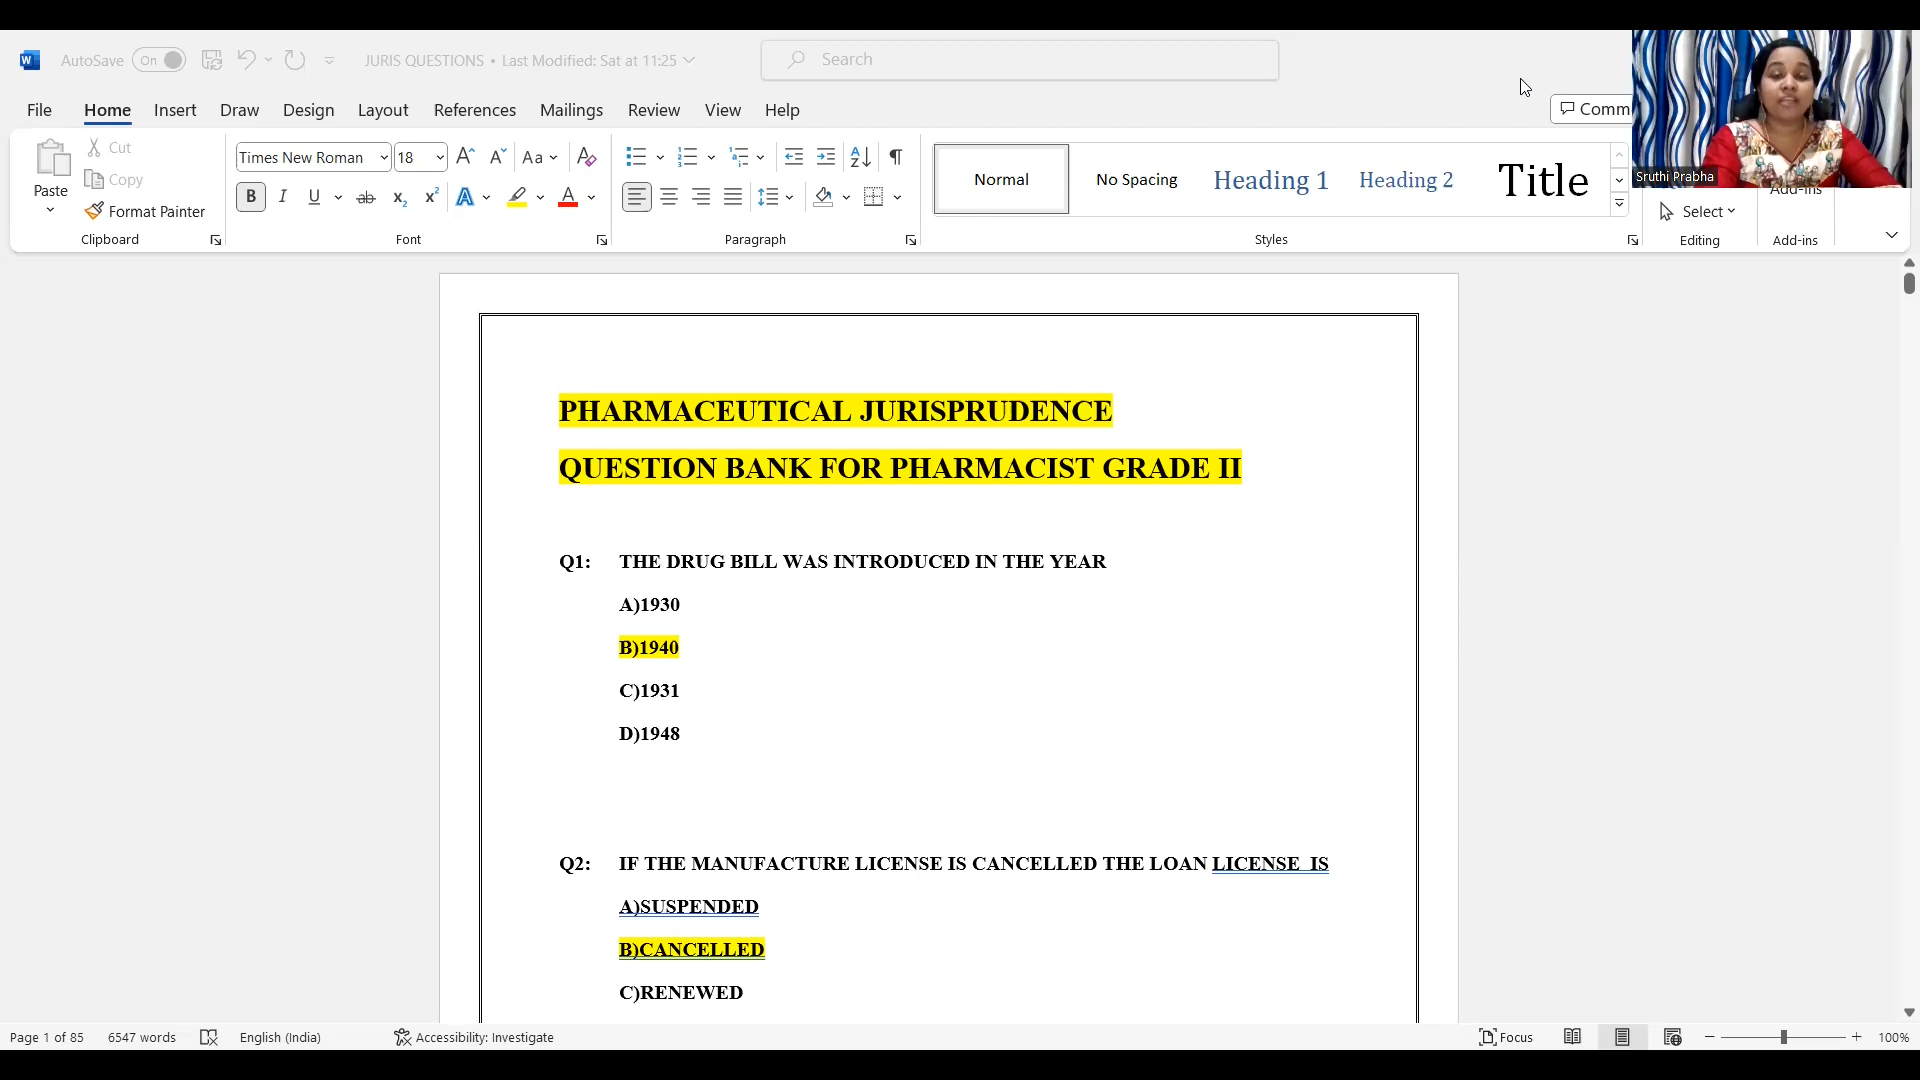 AutoSave On JURIS QUESTIONS • Last Modified: Sat at 11:25 Search
File Home Insert Draw Design Layout References Mailings Review View Help Comm
Sruthi Prabha
Paste Cut Copy Format Painter
Times New Roman 18
Normal No Spacing Heading 1 Heading 2 Title
Select
Clipboard Font Paragraph Styles Editing Add-ins
PHARMACEUTICAL JURISPRUDENCE
QUESTION BANK FOR PHARMACIST GRADE II
Q1: THE DRUG BILL WAS INTRODUCED IN THE YEAR
A)1930
B)1940
C)1931
D)1948
Q2: IF THE MANUFACTURE LICENSE IS CANCELLED THE LOAN LICENSE IS
A)SUSPENDED
B)CANCELLED
C)RENEWED
Page 1 of 85 6547 words English (India) Accessibility: Investigate Focus 100%